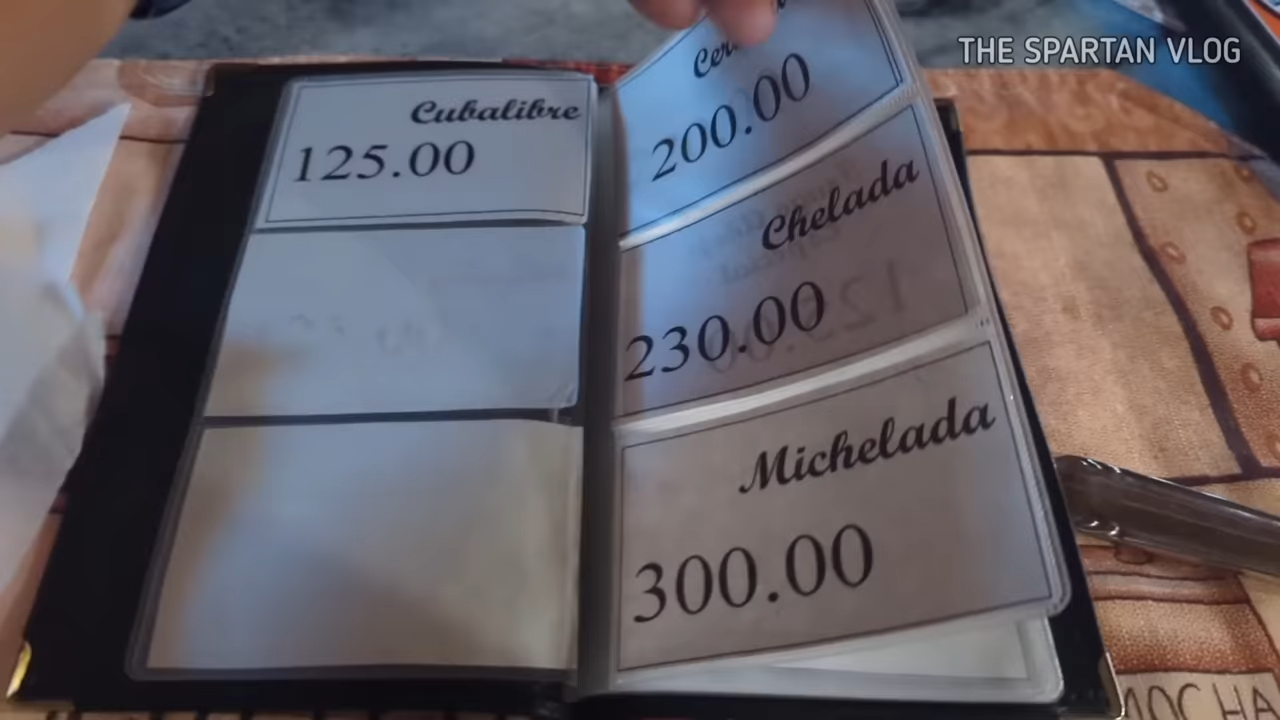 THE SPARTAN VLOG
Cubalibre
125.00
200.00
Chelada
230.00
Michelada
300.00